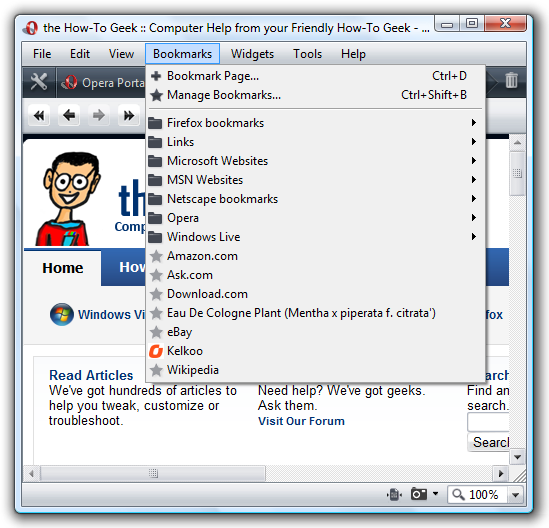 the How-To Geek :: Computer Help from your Friendly How-To Geek - ...
File Edit View Bookmarks Widgets Tools Help
Opera Porta
Bookmark Page... Ctrl+D
Manage Bookmarks... Ctrl+Shift+B
Firefox bookmarks
Links
Microsoft Websites
MSN Websites
Netscape bookmarks
Opera
Windows Live
Amazon.com
Ask.com
Download.com
Eau De Cologne Plant (Mentha x piperata f. citrata')
eBay
Kelkoo
Wikipedia
th
Comp
Home How
Windows Vi efox
Read Articles
We've got hundreds of articles to
help you tweak, customize or
troubleshoot.
Need help? We've got geeks.
Ask them.
Visit Our Forum
earch
Find an
search.
Search
100%